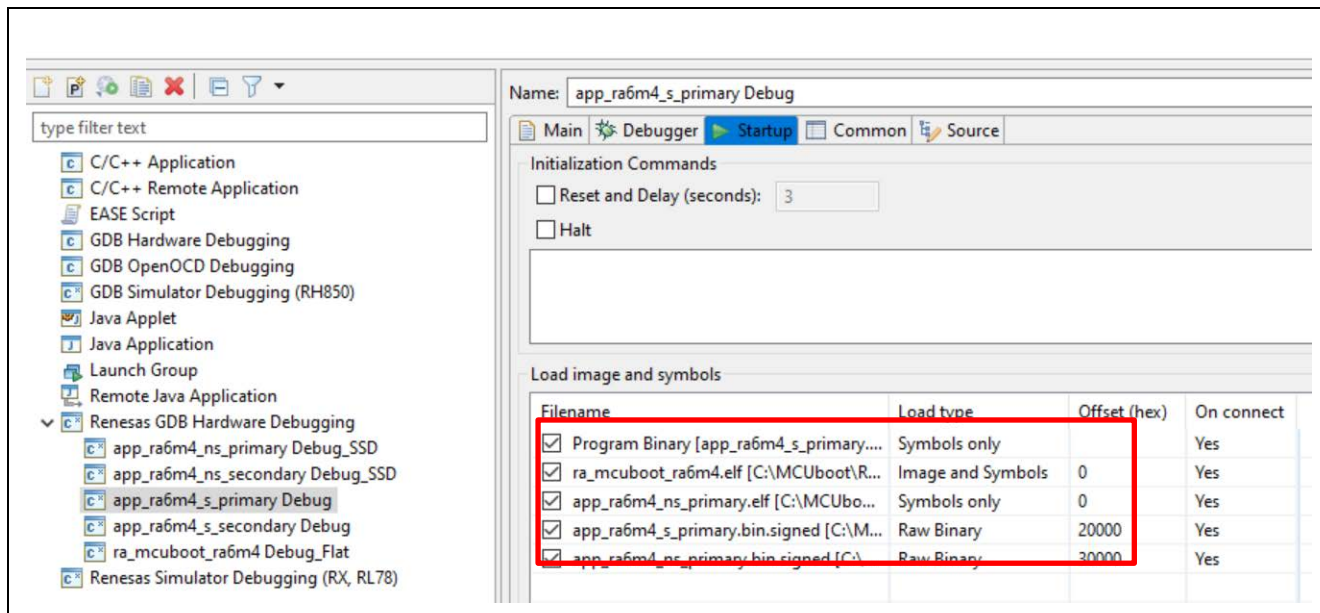 type filter text
C/C++ Application
C/C++ Remote Application
EASE Script
GDB Hardware Debugging
GDB OpenOCD Debugging
GDB Simulator Debugging (RH850)
Java Applet
Java Application
Launch Group
Remote Java Application
Renesas GDB Hardware Debugging
app_ra6m4_ns_primary Debug_SSD
app_ra6m4_ns_secondary Debug_SSD
app_ra6m4_s_primary Debug
app_ra6m4_s_secondary Debug
ra_mcuboot_ra6m4 Debug_Flat
Renesas Simulator Debugging (RX, RL78)
Name: app_ra6m4_s_primary Debug
Main Debugger Startup Common Source
Initialization Commands
Reset and Delay (seconds): 3
Halt
Load image and symbols
Filename Load type Offset (hex) On connect
Program Binary [app_ra6m4_s_primary.... Symbols only Yes
ra_mcuboot_ra6m4.elf [C:\MCUboot\R... Image and Symbols 0 Yes
app_ra6m4_ns_primary.elf [C:\MCUbo... Symbols only 0 Yes
app_ra6m4_s_primary.bin.signed [C:\M... Raw Binary 20000 Yes
app_ra6m4_ns_primary.bin.signed [C:\... Raw Binary 30000 Yes